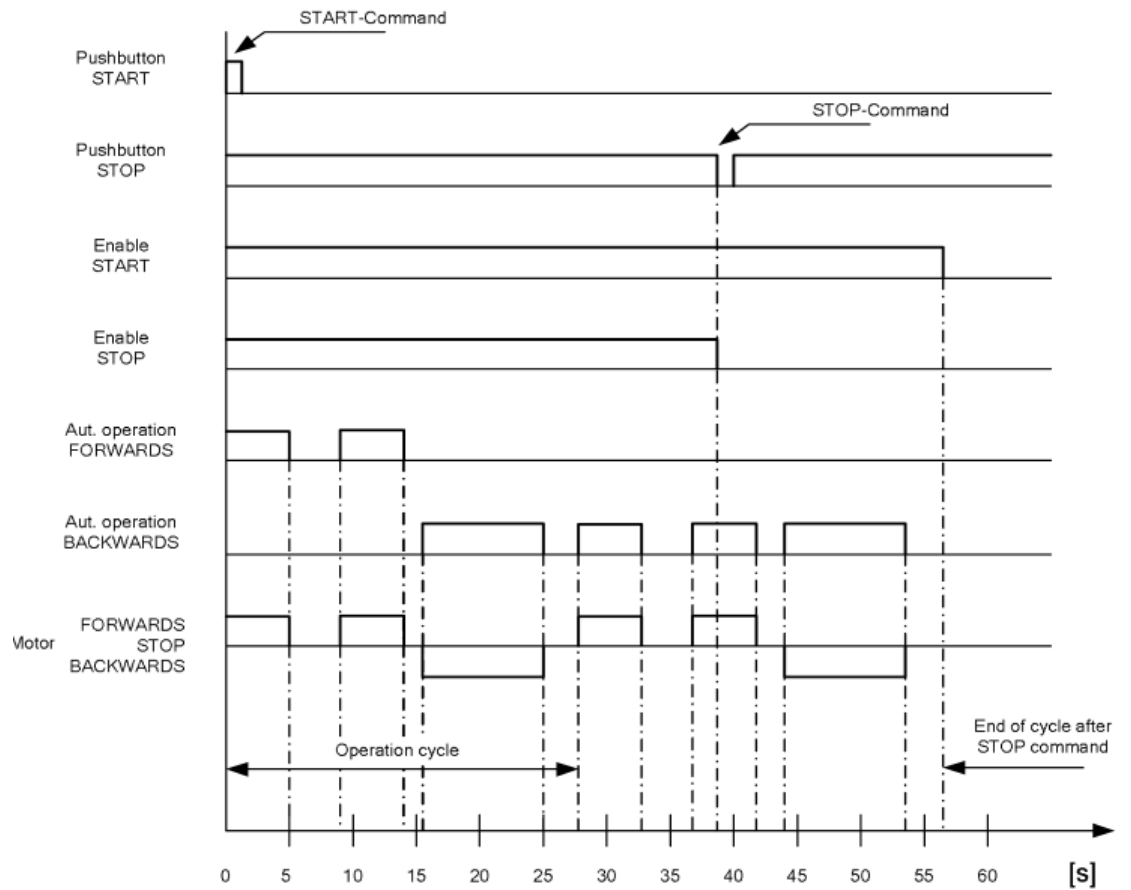 START-Command
Pushbutton
START
STOP-Command
Pushbutton
STOP
Enable
START
Enable
STOP
Aut. operation
FORWARDS
Aut. operation
BACKWARDS
FORWARDS
Motor STOP
BACKWARDS
Operation cycle
End of cycle after
STOP command
0 5 10 15 20 25 30 35 40 45 50 55 60 [s]